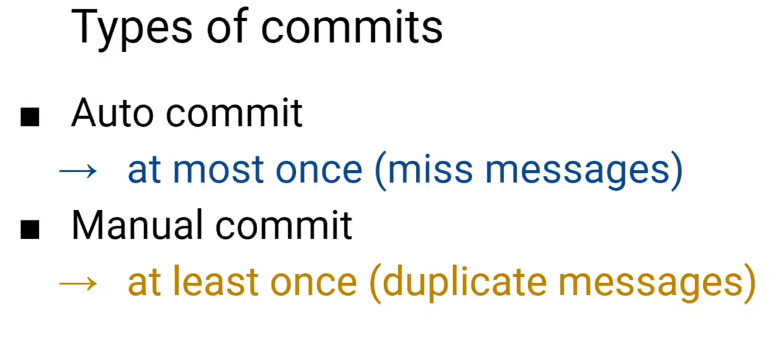 Types of commits
■ Auto commit
→ at most once (miss messages)
■ Manual commit
→ at least once (duplicate messages)